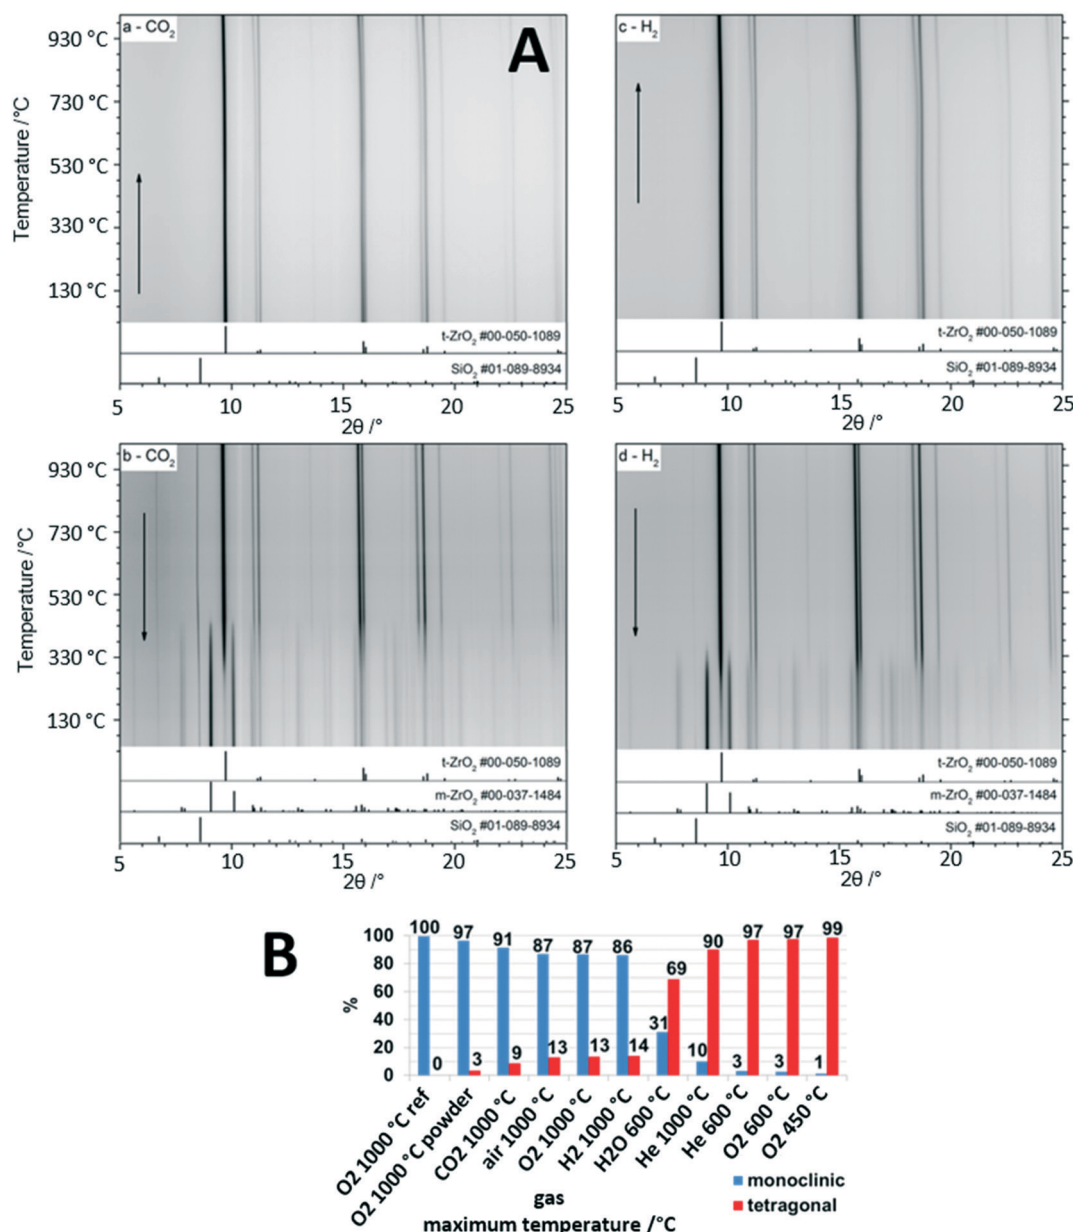 A
a - CO2
930 °C
730 °C
530 °C
330 °C
130 °C
Temperature /°C
t-ZrO2 #00-050-1089
SiO2 #01-089-8934
5 10 15 20 25
2θ /°
c - H2
t-ZrO2 #00-050-1089
SiO2 #01-089-8934
5 10 15 20 25
2θ /°
b - CO2
930 °C
730 °C
530 °C
330 °C
130 °C
Temperature /°C
t-ZrO2 #00-050-1089
m-ZrO2 #00-037-1484
SiO2 #01-089-8934
5 10 15 20 25
2θ /°
d - H2
t-ZrO2 #00-050-1089
m-ZrO2 #00-037-1484
SiO2 #01-089-8934
5 10 15 20 25
2θ /°
B
%
100
80
60
40
20
0
100 97 91 87 87 86 31 10 3 3 1
0 3 9 13 13 14 69 90 97 97 99
O2 1000 °C ref
O2 1000 °C powder
CO2 1000 °C
air 1000 °C
O2 1000 °C
H2 1000 °C
H2O 600 °C
He 1000 °C
He 600 °C
O2 600 °C
O2 450 °C
gas
maximum temperature /°C
monoclinic
tetragonal